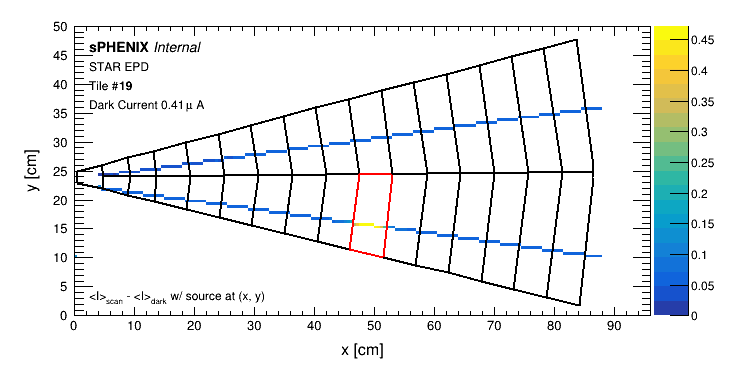 sPHENIX Internal
STAR EPD
Tile #19
Dark Current 0.41 μ A
<I>scan - <I>dark w/ source at (x, y)
y [cm]
50
45
40
35
30
25
20
15
10
5
0
0 10 20 30 40 50 60 70 80 90
x [cm]
0.45
0.4
0.35
0.3
0.25
0.2
0.15
0.1
0.05
0